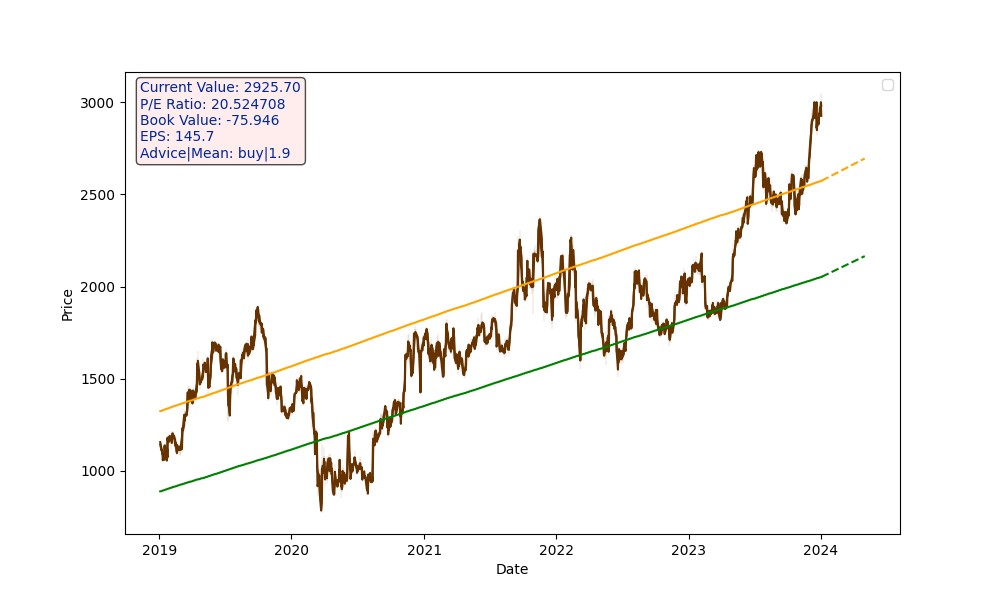 Current Value: 2925.70
P/E Ratio: 20.524708
Book Value: -75.946
EPS: 145.7
Advice|Mean: buy|1.9
3000
2500
2000
1500
1000
Price
2019 2020 2021 2022 2023 2024
Date